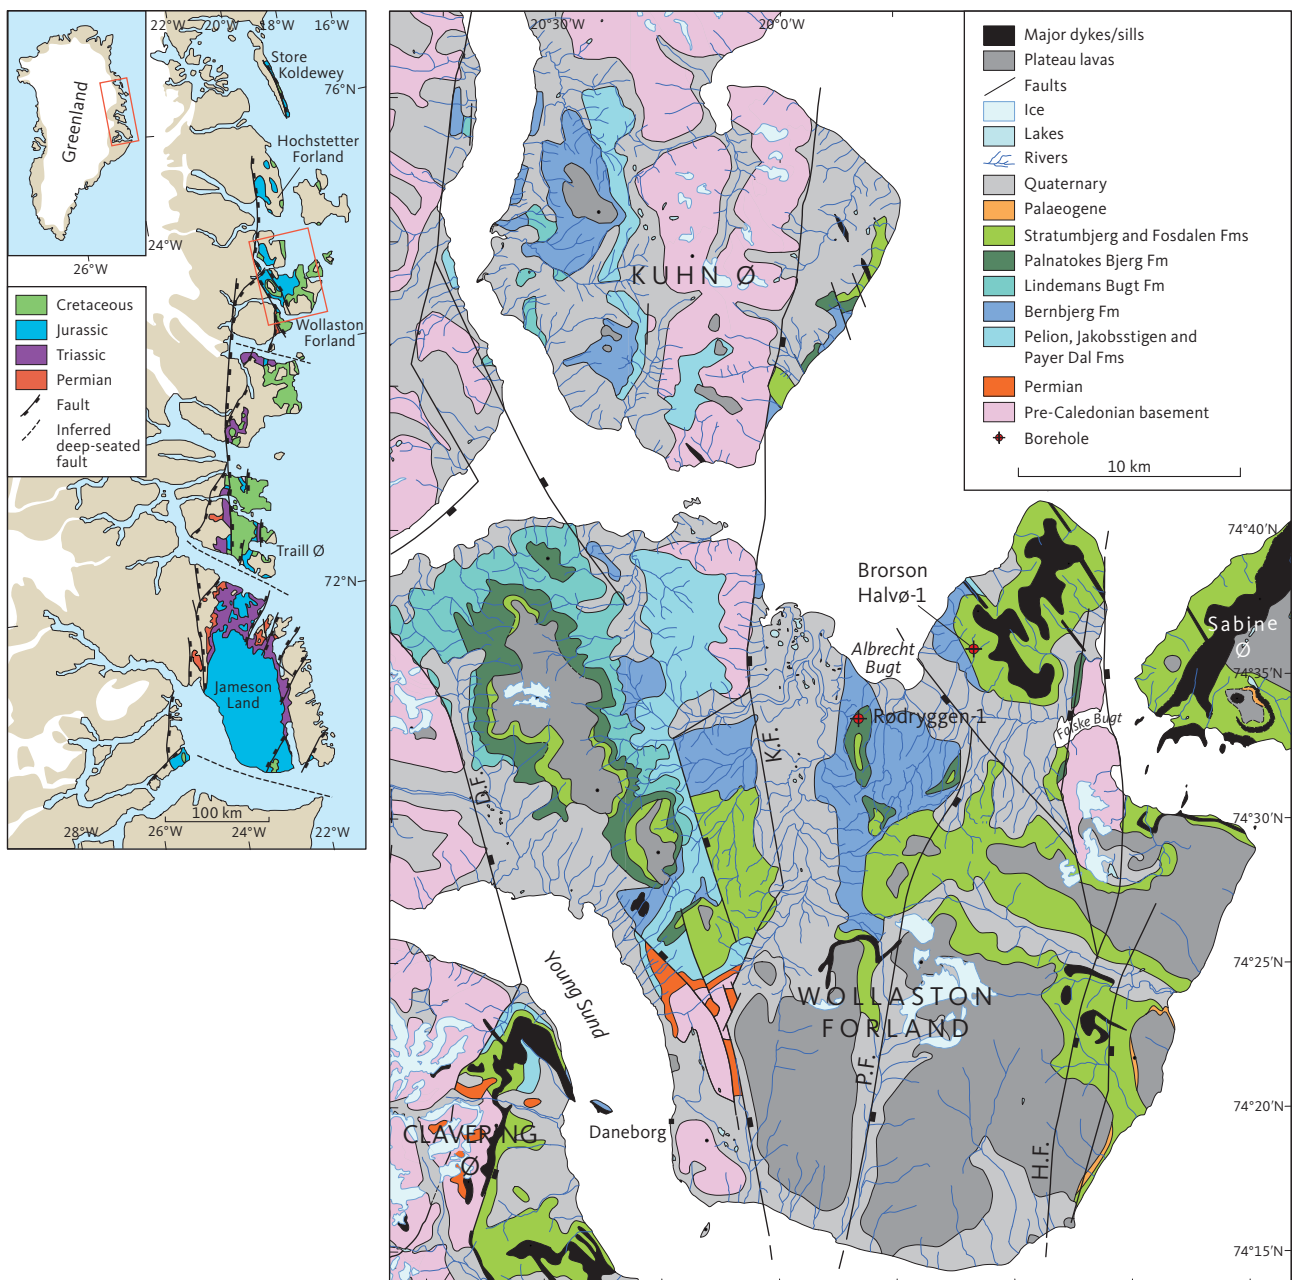 22°W
20°W
18°W
16°W
Store
Koldewey
76°N
Greenland
Hochstetter
Forland
24°W
26°W
Cretaceous
Jurassic
Triassic
Permian
Fault
Inferred
deep-seated
fault
Wollaston
Forland
Traill Ø
72°N
Jameson
Land
100 km
28°W
26°W
24°W
22°W
20°30′W
20°0′W
Major dykes/sills
Plateau lavas
Faults
Ice
Lakes
Rivers
Quaternary
Palaeogene
Stratumbjerg and Fosdalen Fms
Palnatokes Bjerg Fm
Lindemans Bugt Fm
Bernbjerg Fm
Pelion, Jakobsstigen and
Payer Dal Fms
Permian
Pre-Caledonian basement
Borehole
10 km
KUHN Ø
74°40′N
Brorson
Halvø-1
Albrecht
Bugt
Sabine
Ø
74°35′N
Rødryggen-1
Falske Bugt
K.F.
D.F.
74°30′N
Young Sund
74°25′N
WOLLASTON
FORLAND
P.F.
74°20′N
CLAVERING
Ø
Daneborg
H.F.
74°15′N